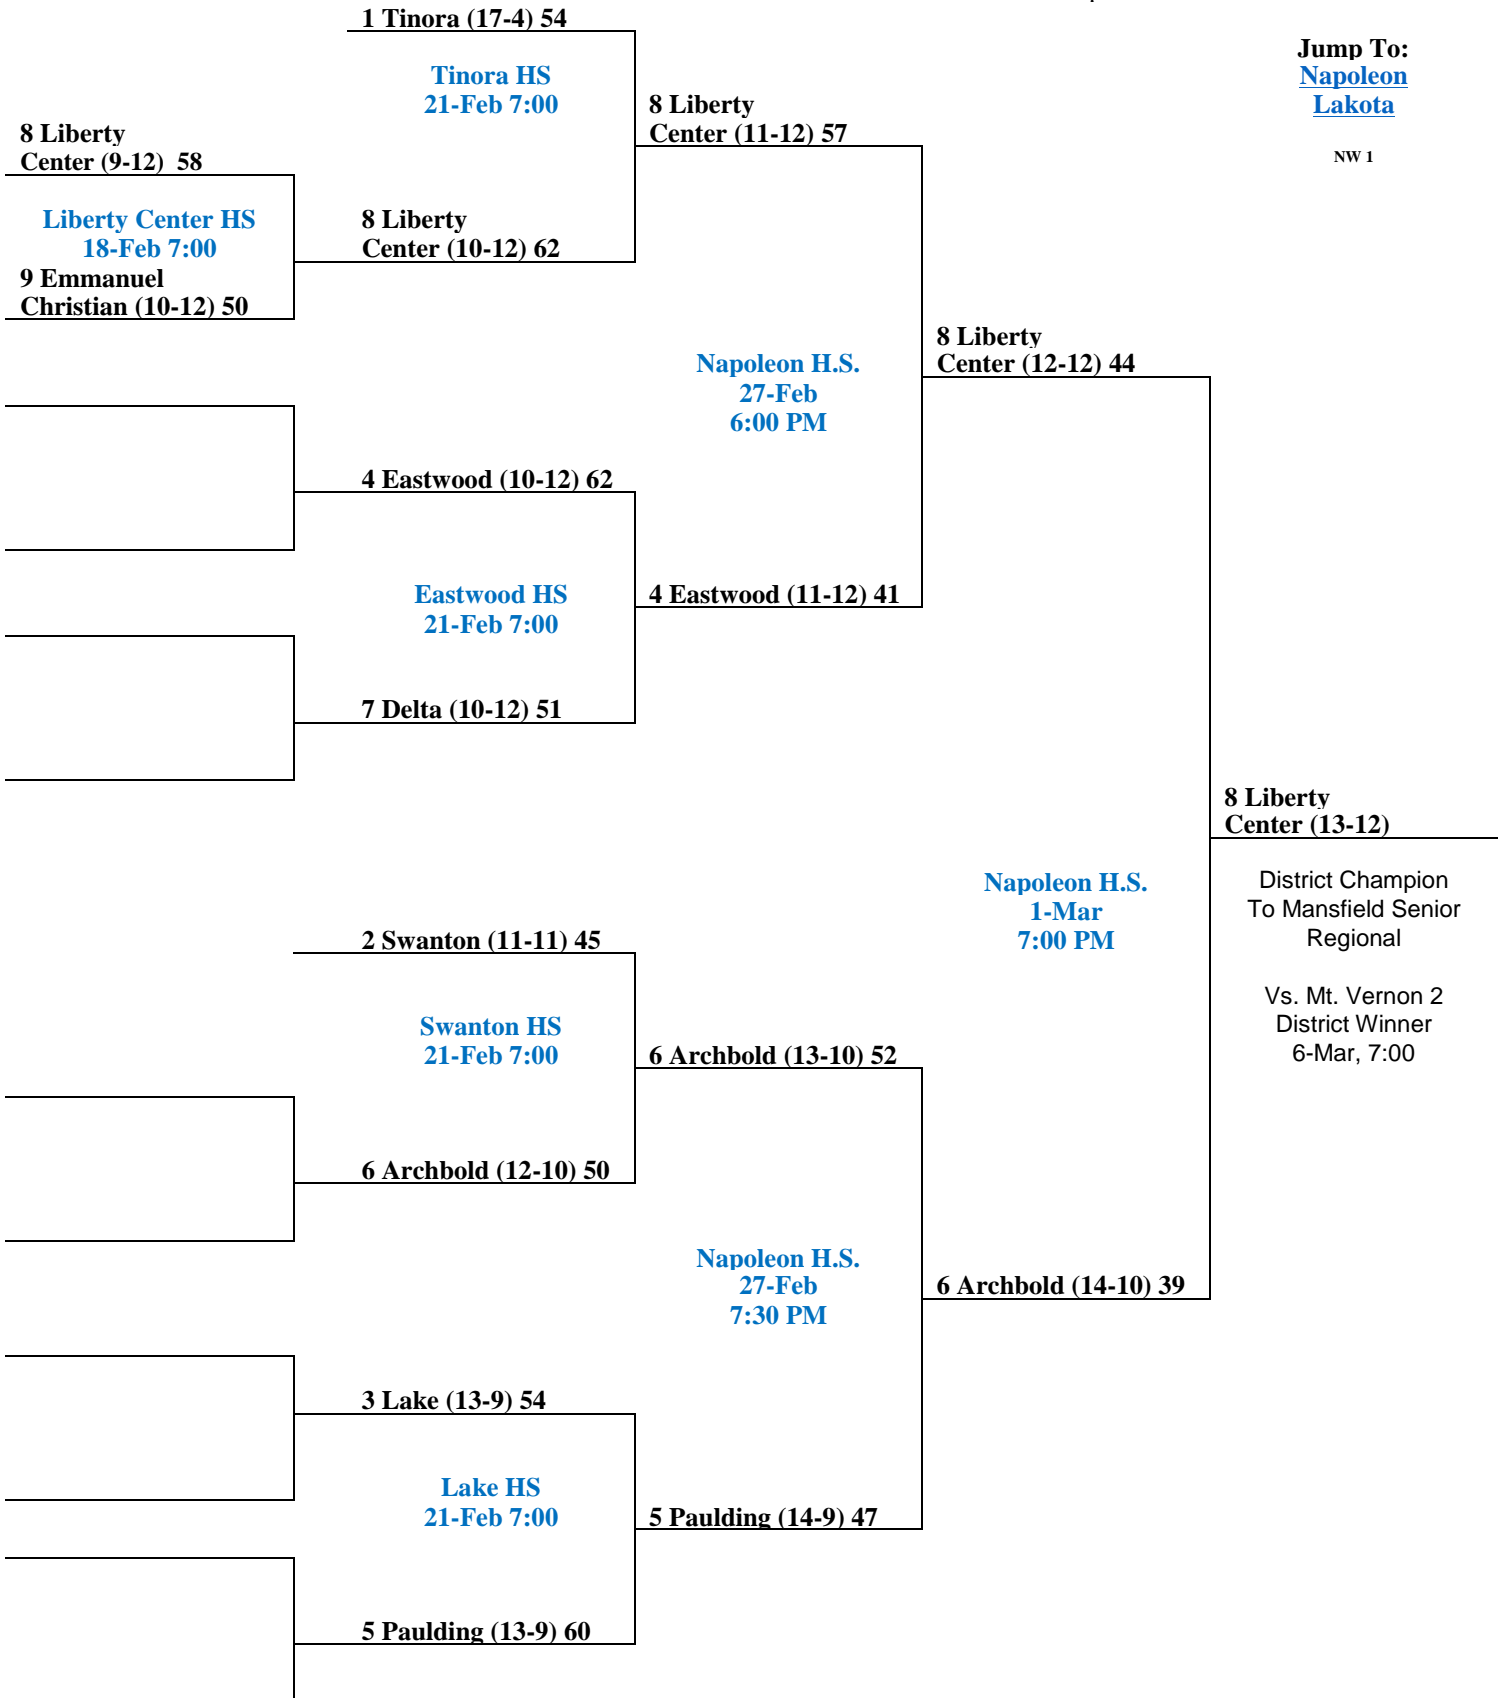 1 Tinora (17-4) 54
Jump To:
Napoleon
Lakota
NW 1
Tinora HS
21-Feb 7:00
8 Liberty
Center (11-12) 57
8 Liberty
Center (9-12) 58
Liberty Center HS
18-Feb 7:00
8 Liberty
Center (10-12) 62
9 Emmanuel
Christian (10-12) 50
8 Liberty
Center (12-12) 44
Napoleon H.S.
27-Feb
6:00 PM
4 Eastwood (10-12) 62
Eastwood HS
21-Feb 7:00
4 Eastwood (11-12) 41
7 Delta (10-12) 51
8 Liberty
Center (13-12)
Napoleon H.S.
1-Mar
7:00 PM
District Champion
To Mansfield Senior
Regional
Vs. Mt. Vernon 2
District Winner
6-Mar, 7:00
2 Swanton (11-11) 45
Swanton HS
21-Feb 7:00
6 Archbold (13-10) 52
6 Archbold (12-10) 50
Napoleon H.S.
27-Feb
7:30 PM
6 Archbold (14-10) 39
3 Lake (13-9) 54
Lake HS
21-Feb 7:00
5 Paulding (14-9) 47
5 Paulding (13-9) 60